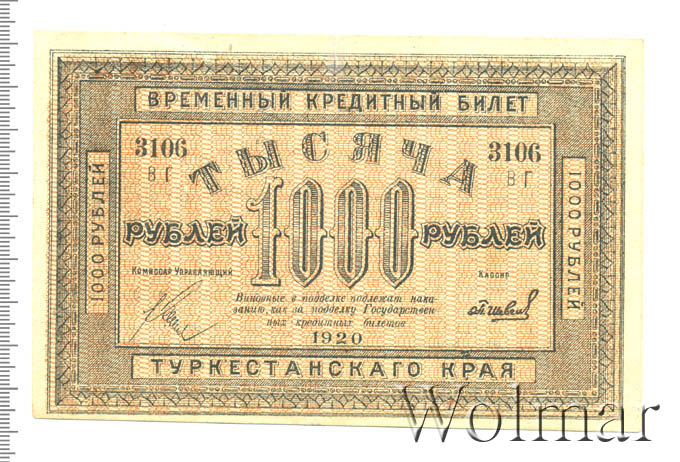 ВРЕМЕННЫЙ КРЕДИТНЫЙ БИЛЕТ
3106 3106
ВГ ВГ
ТЫСЯЧА
1000 РУБЛЕЙ
1000 РУБЛЕЙ
РУБЛЕЙ 1000 РУБЛЕЙ
Комиссар Управляющий
Кассир
Виновные в подделке подлежат нака-
занию, как за подделку Государствен
ных кредитных билетов
1920
ТУРКЕСТАНСКАГО КРАЯ
Wolmar